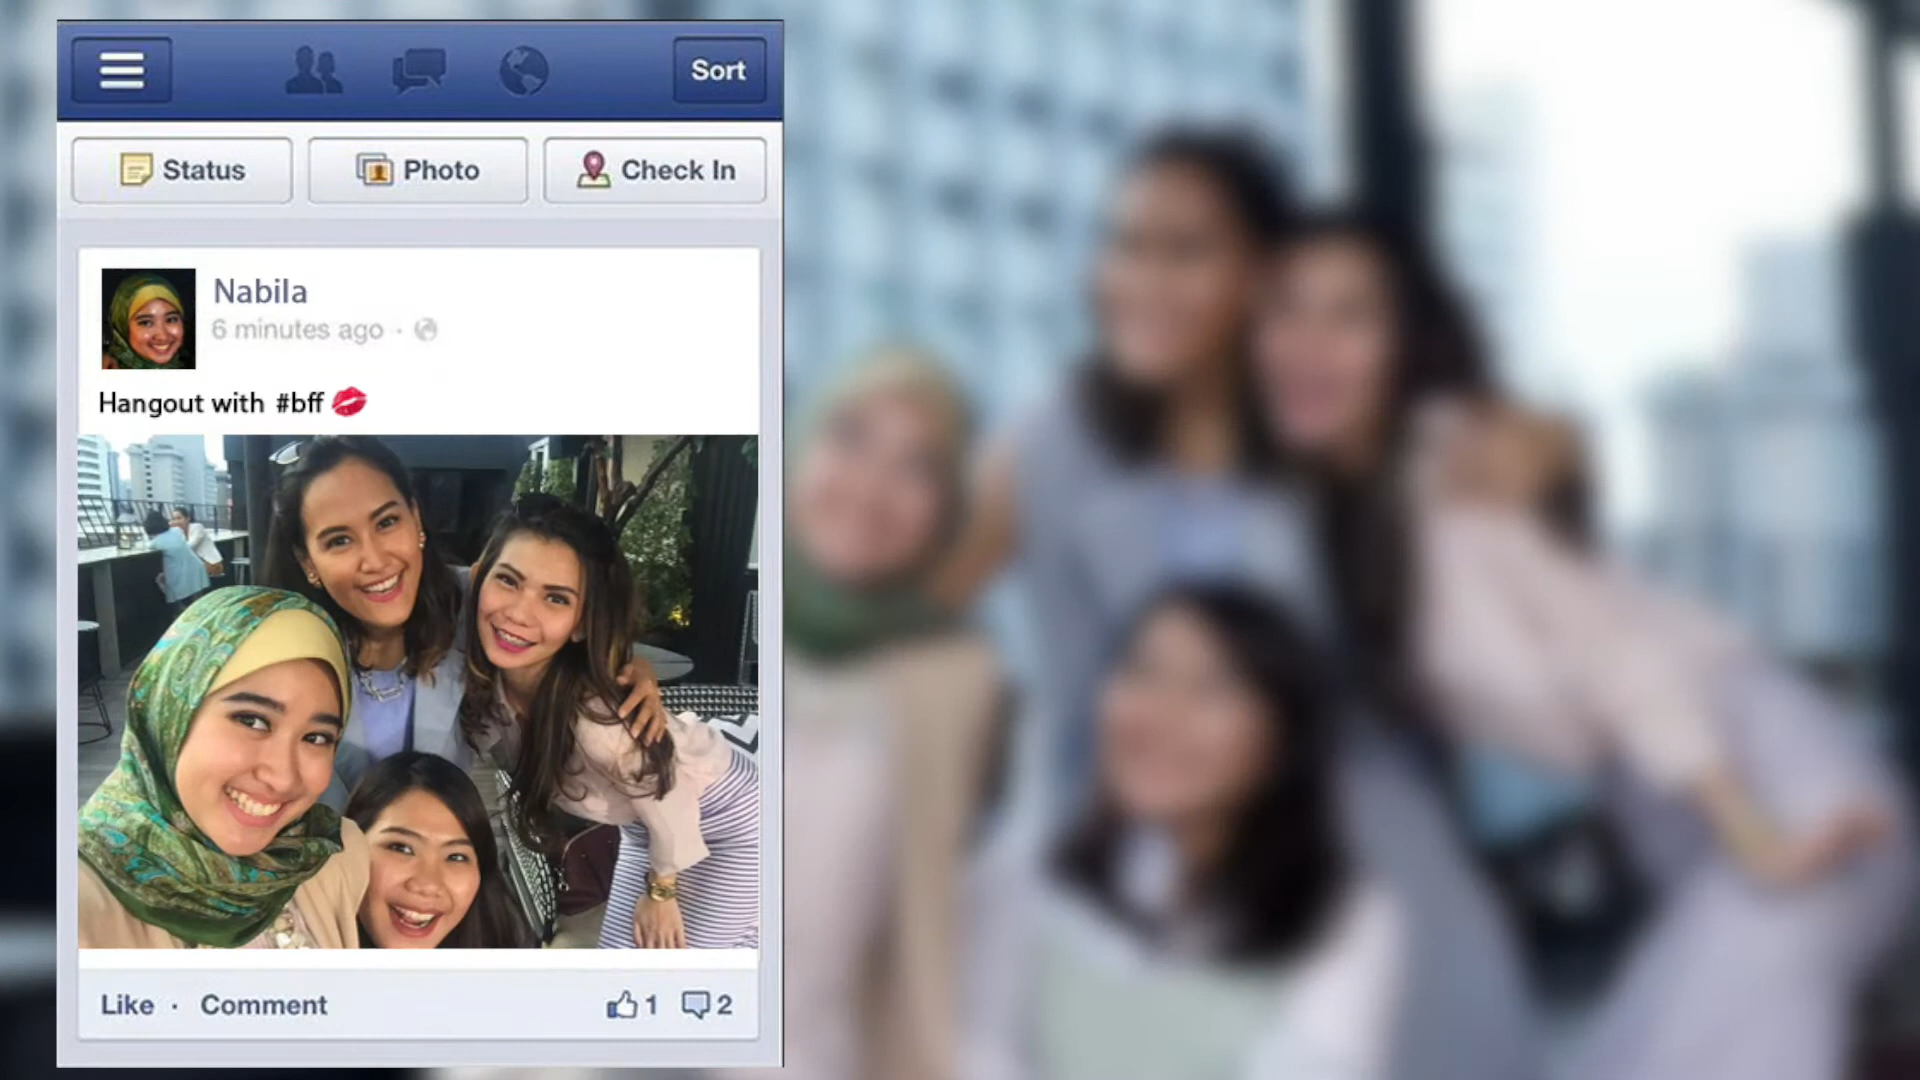 Sort
Status
Photo
Check In
Nabila
6 minutes ago ·
Hangout with #bff
Like · Comment
1
2